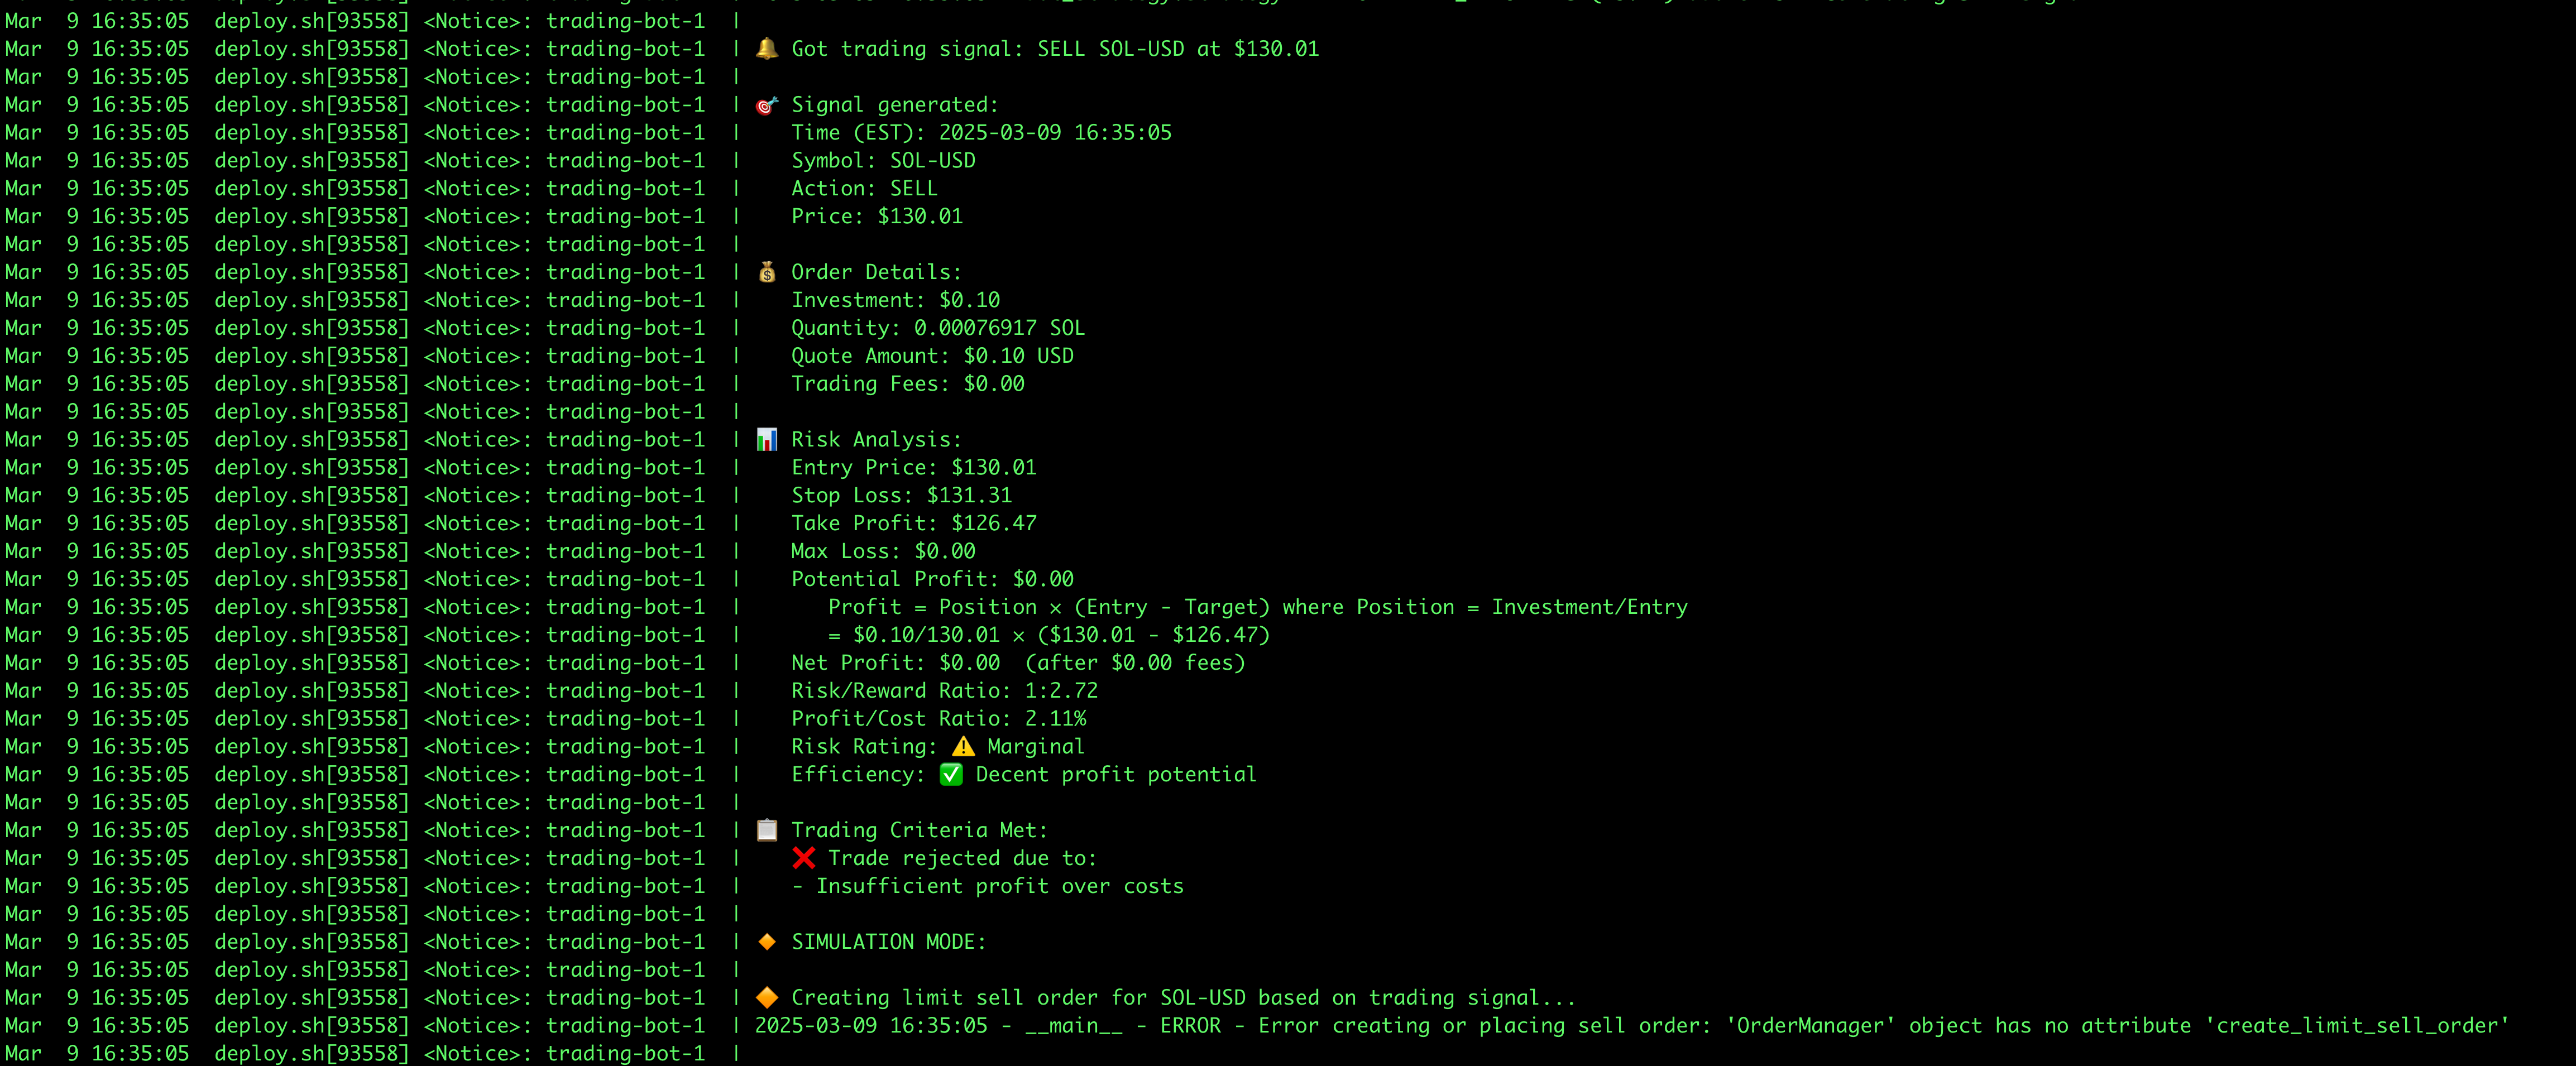 Mar  9 16:35:05  deploy.sh[93558] <Notice>: trading-bot-1  |
Mar  9 16:35:05  deploy.sh[93558] <Notice>: trading-bot-1  | 🔔 Got trading signal: SELL SOL-USD at $130.01
Mar  9 16:35:05  deploy.sh[93558] <Notice>: trading-bot-1  |
Mar  9 16:35:05  deploy.sh[93558] <Notice>: trading-bot-1  | 🎯 Signal generated:
Mar  9 16:35:05  deploy.sh[93558] <Notice>: trading-bot-1  |    Time (EST): 2025-03-09 16:35:05
Mar  9 16:35:05  deploy.sh[93558] <Notice>: trading-bot-1  |    Symbol: SOL-USD
Mar  9 16:35:05  deploy.sh[93558] <Notice>: trading-bot-1  |    Action: SELL
Mar  9 16:35:05  deploy.sh[93558] <Notice>: trading-bot-1  |    Price: $130.01
Mar  9 16:35:05  deploy.sh[93558] <Notice>: trading-bot-1  |
Mar  9 16:35:05  deploy.sh[93558] <Notice>: trading-bot-1  | 💰 Order Details:
Mar  9 16:35:05  deploy.sh[93558] <Notice>: trading-bot-1  |    Investment: $0.10
Mar  9 16:35:05  deploy.sh[93558] <Notice>: trading-bot-1  |    Quantity: 0.00076917 SOL
Mar  9 16:35:05  deploy.sh[93558] <Notice>: trading-bot-1  |    Quote Amount: $0.10 USD
Mar  9 16:35:05  deploy.sh[93558] <Notice>: trading-bot-1  |    Trading Fees: $0.00
Mar  9 16:35:05  deploy.sh[93558] <Notice>: trading-bot-1  |
Mar  9 16:35:05  deploy.sh[93558] <Notice>: trading-bot-1  | 📊 Risk Analysis:
Mar  9 16:35:05  deploy.sh[93558] <Notice>: trading-bot-1  |    Entry Price: $130.01
Mar  9 16:35:05  deploy.sh[93558] <Notice>: trading-bot-1  |    Stop Loss: $131.31
Mar  9 16:35:05  deploy.sh[93558] <Notice>: trading-bot-1  |    Take Profit: $126.47
Mar  9 16:35:05  deploy.sh[93558] <Notice>: trading-bot-1  |    Max Loss: $0.00
Mar  9 16:35:05  deploy.sh[93558] <Notice>: trading-bot-1  |    Potential Profit: $0.00
Mar  9 16:35:05  deploy.sh[93558] <Notice>: trading-bot-1  |       Profit = Position × (Entry - Target) where Position = Investment/Entry
Mar  9 16:35:05  deploy.sh[93558] <Notice>: trading-bot-1  |       = $0.10/130.01 × ($130.01 - $126.47)
Mar  9 16:35:05  deploy.sh[93558] <Notice>: trading-bot-1  |    Net Profit: $0.00  (after $0.00 fees)
Mar  9 16:35:05  deploy.sh[93558] <Notice>: trading-bot-1  |    Risk/Reward Ratio: 1:2.72
Mar  9 16:35:05  deploy.sh[93558] <Notice>: trading-bot-1  |    Profit/Cost Ratio: 2.11%
Mar  9 16:35:05  deploy.sh[93558] <Notice>: trading-bot-1  |    Risk Rating: ⚠️ Marginal
Mar  9 16:35:05  deploy.sh[93558] <Notice>: trading-bot-1  |    Efficiency: ✅ Decent profit potential
Mar  9 16:35:05  deploy.sh[93558] <Notice>: trading-bot-1  |
Mar  9 16:35:05  deploy.sh[93558] <Notice>: trading-bot-1  | 📋 Trading Criteria Met:
Mar  9 16:35:05  deploy.sh[93558] <Notice>: trading-bot-1  |    ❌ Trade rejected due to:
Mar  9 16:35:05  deploy.sh[93558] <Notice>: trading-bot-1  |    - Insufficient profit over costs
Mar  9 16:35:05  deploy.sh[93558] <Notice>: trading-bot-1  |
Mar  9 16:35:05  deploy.sh[93558] <Notice>: trading-bot-1  | 🔸 SIMULATION MODE:
Mar  9 16:35:05  deploy.sh[93558] <Notice>: trading-bot-1  |
Mar  9 16:35:05  deploy.sh[93558] <Notice>: trading-bot-1  | 🔶 Creating limit sell order for SOL-USD based on trading signal...
Mar  9 16:35:05  deploy.sh[93558] <Notice>: trading-bot-1  | 2025-03-09 16:35:05 - __main__ - ERROR - Error creating or placing sell order: 'OrderManager' object has no attribute 'create_limit_sell_order'
Mar  9 16:35:05  deploy.sh[93558] <Notice>: trading-bot-1  |